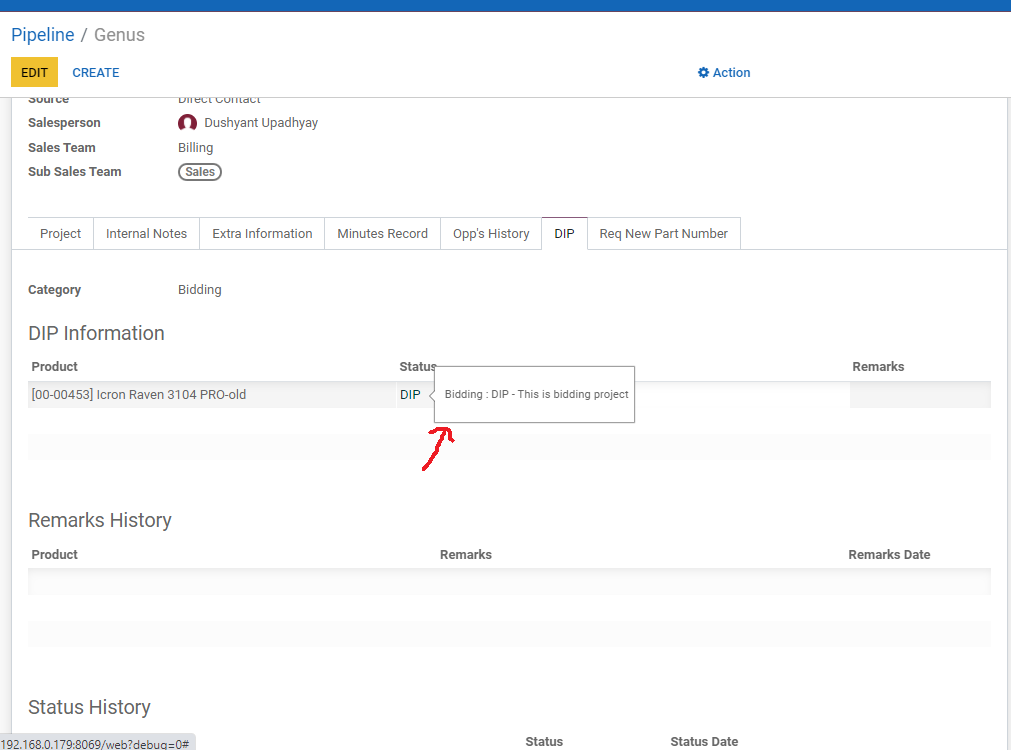 Pipeline / Genus
EDIT CREATE Action
Source Direct Contact
Salesperson Dushyant Upadhyay
Sales Team Billing
Sub Sales Team Sales
Project Internal Notes Extra Information Minutes Record Opp's History DIP Req New Part Number
Category Bidding
DIP Information
Product Status Remarks
[00-00453] Icron Raven 3104 PRO-old DIP Bidding : DIP - This is bidding project
Remarks History
Product Remarks Remarks Date
Status History
Status Status Date
192.168.0.179:8069/web?debug=0#